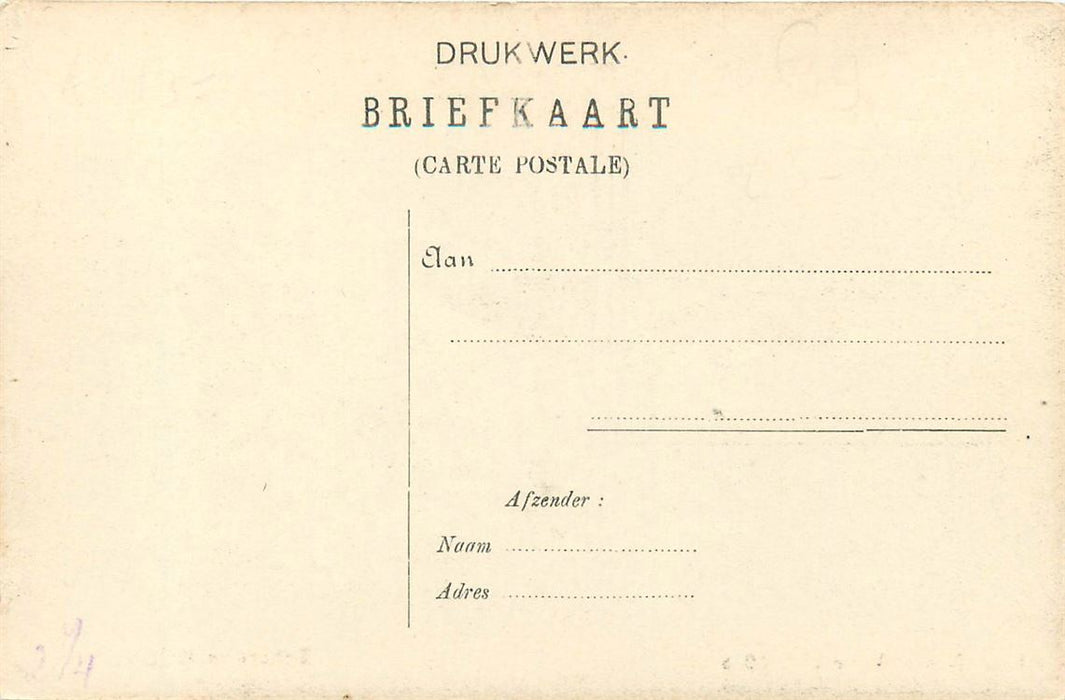 DRUKWERK.
BRIEFKAART
(CARTE POSTALE)
Aan
Afzender :
Naam
Adres